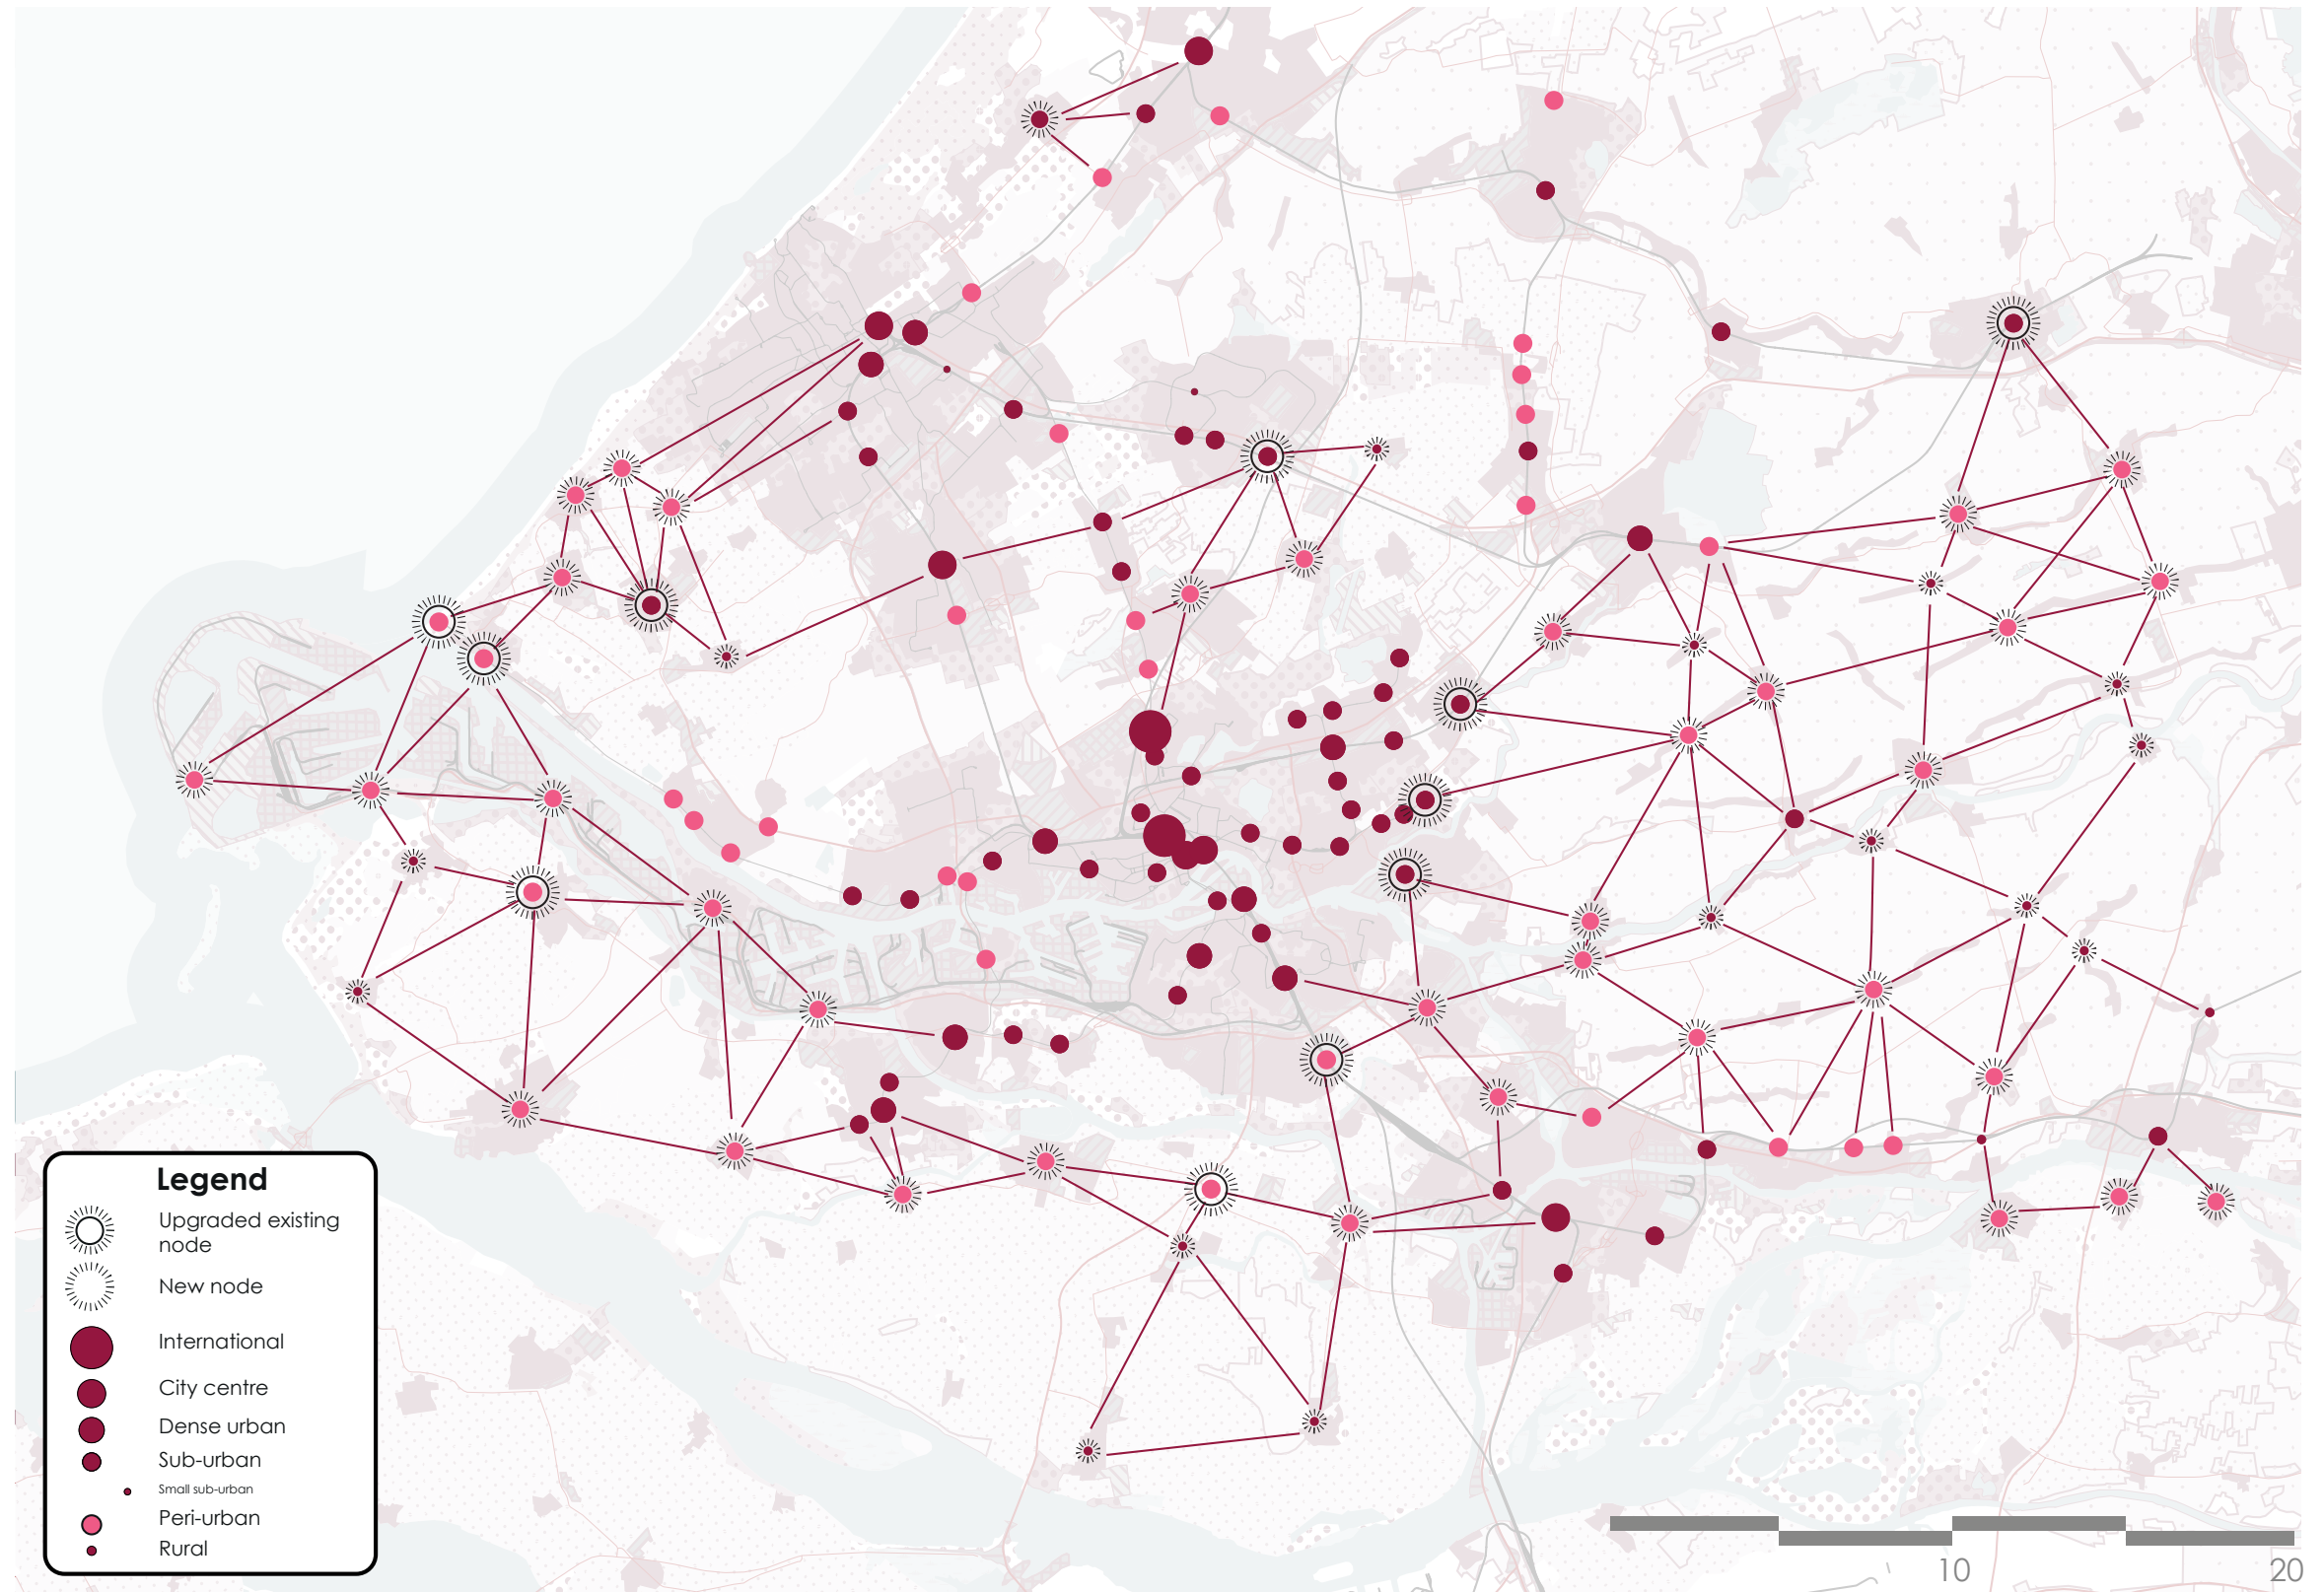 Legend
Upgraded existing
node
New node
International
City centre
Dense urban
Sub-urban
Small sub-urban
Peri-urban
Rural
10
20